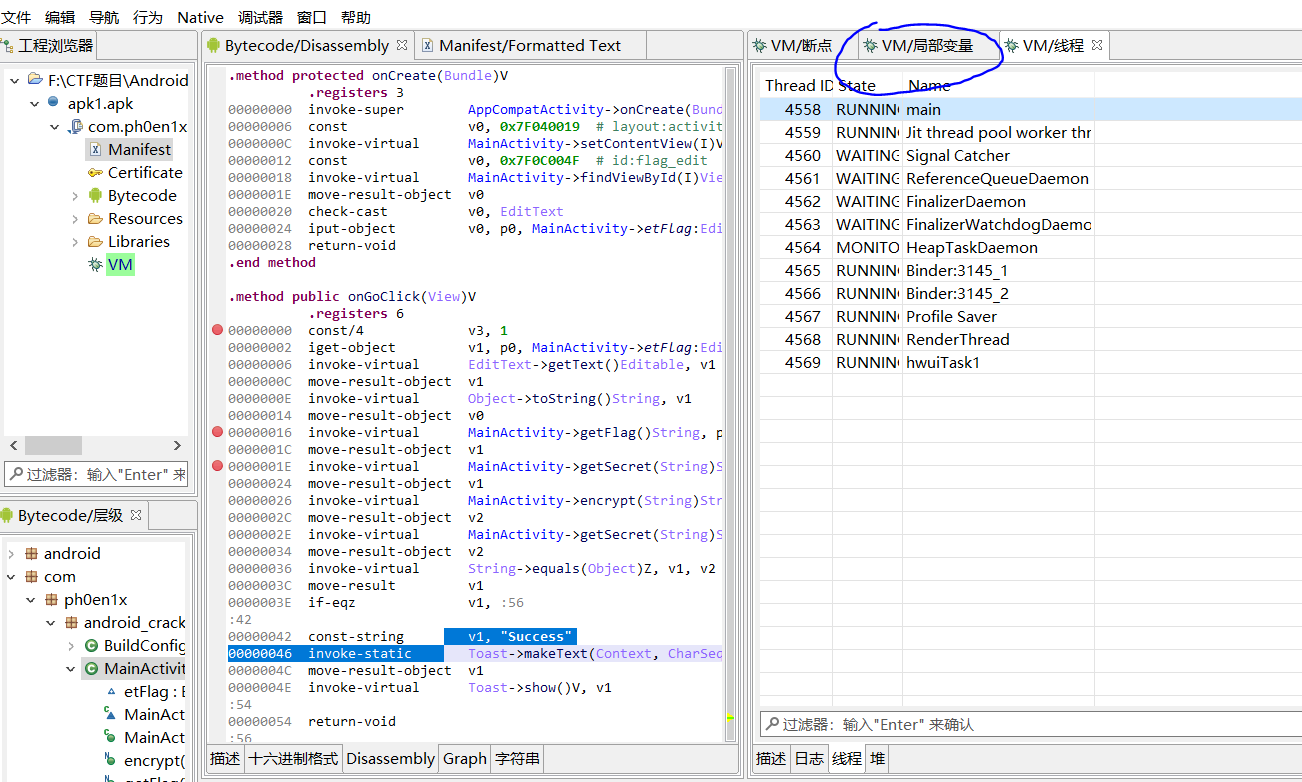 文件 编辑 导航 行为 Native 调试器 窗口 帮助
工程浏览器
F:\CTF题目\Android
apk1.apk
com.ph0en1x
Manifest
Certificate
Bytecode
Resources
Libraries
VM
过滤器：输入"Enter" 来
Bytecode/层级
android
com
ph0en1x
android_crack
BuildConfig
MainActivit
etFlag : E
MainAct
MainAct
encrypt(
Bytecode/Disassembly
Manifest/Formatted Text
.method protected onCreate(Bundle)V
.registers 3
00000000 invoke-super AppCompatActivity->onCreate(Bund
00000006 const v0, 0x7F040019 # layout:activit
0000000C invoke-virtual MainActivity->setContentView(I)V
00000012 const v0, 0x7F0C004F # id:flag_edit
00000018 invoke-virtual MainActivity->findViewById(I)Vie
0000001E move-result-object v0
00000020 check-cast v0, EditText
00000024 iput-object v0, p0, MainActivity->etFlag:Edi
00000028 return-void
.end method
.method public onGoClick(View)V
.registers 6
00000000 const/4 v3, 1
00000002 iget-object v1, p0, MainActivity->etFlag:Edi
00000006 invoke-virtual EditText->getText()Editable, v1
0000000C move-result-object v1
0000000E invoke-virtual Object->toString()String, v1
00000014 move-result-object v0
00000016 invoke-virtual MainActivity->getFlag()String, p
0000001C move-result-object v1
0000001E invoke-virtual MainActivity->getSecret(String)S
00000024 move-result-object v1
00000026 invoke-virtual MainActivity->encrypt(String)Str
0000002C move-result-object v2
0000002E invoke-virtual MainActivity->getSecret(String)S
00000034 move-result-object v2
00000036 invoke-virtual String->equals(Object)Z, v1, v2
0000003C move-result v1
0000003E if-eqz v1, :56
:42
00000042 const-string v1, "Success"
00000046 invoke-static Toast->makeText(Context, CharSeq
0000004C move-result-object v1
0000004E invoke-virtual Toast->show()V, v1
:54
00000054 return-void
:56
描述 十六进制格式 Disassembly Graph 字符串
VM/断点 VM/局部变量 VM/线程
Thread ID State Name
4558 RUNNING main
4559 RUNNING Jit thread pool worker thr
4560 WAITING Signal Catcher
4561 WAITING ReferenceQueueDaemon
4562 WAITING FinalizerDaemon
4563 WAITING FinalizerWatchdogDaemo
4564 MONITO HeapTaskDaemon
4565 RUNNING Binder:3145_1
4566 RUNNING Binder:3145_2
4567 RUNNING Profile Saver
4568 RUNNING RenderThread
4569 RUNNING hwuiTask1
过滤器：输入"Enter" 来确认
描述 日志 线程 堆